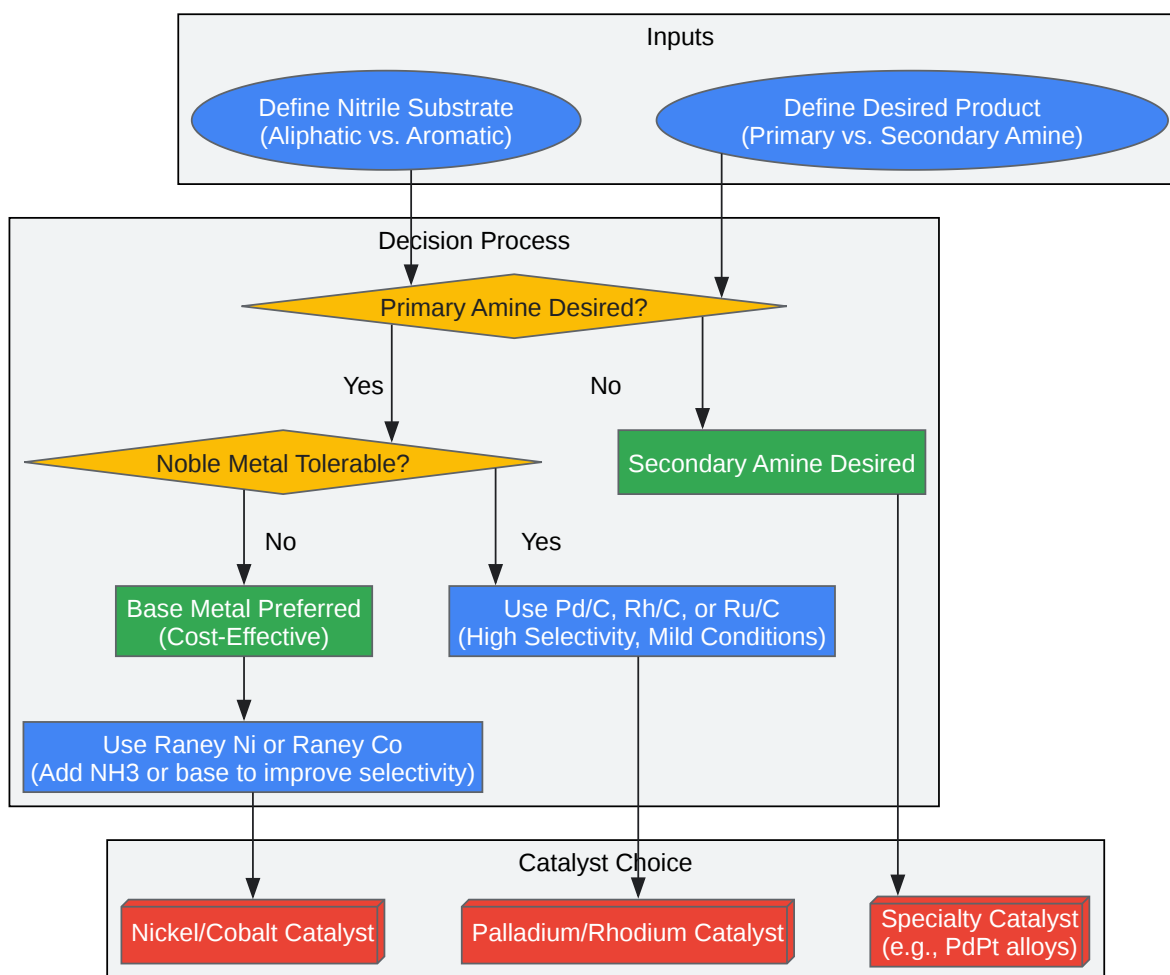 Inputs
Define Nitrile Substrate
(Aliphatic vs. Aromatic)
Define Desired Product
(Primary vs. Secondary Amine)
Decision Process
Primary Amine Desired?
Yes
No
Noble Metal Tolerable?
Secondary Amine Desired
No
Yes
Base Metal Preferred
(Cost-Effective)
Use Pd/C, Rh/C, or Ru/C
(High Selectivity, Mild Conditions)
Use Raney Ni or Raney Co
(Add NH3 or base to improve selectivity)
Catalyst Choice
Nickel/Cobalt Catalyst
Palladium/Rhodium Catalyst
Specialty Catalyst
(e.g., PdPt alloys)